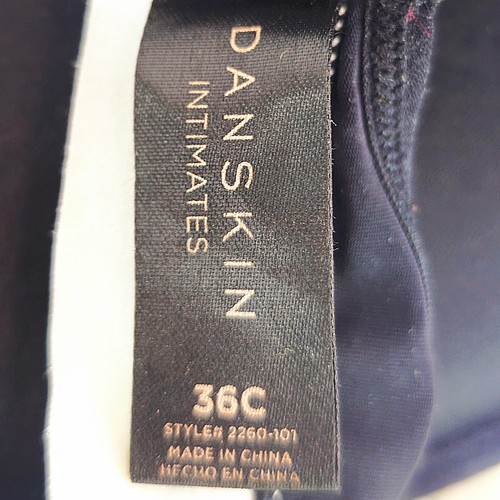 DANSKIN
INTIMATES
36C
STYLE# 2260-101
MADE IN CHINA
HECHO EN CHINA